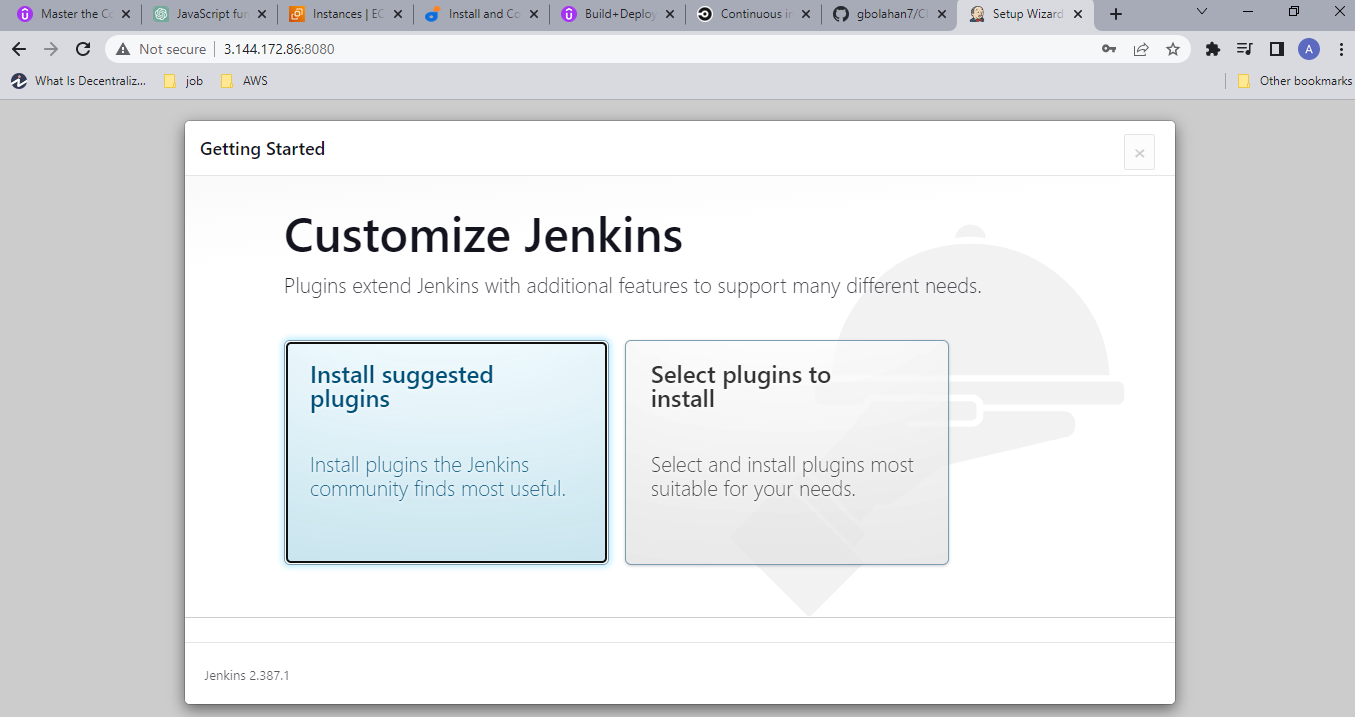 Master the Co
JavaScript fun
Instances | EC
Install and Co
Build+Deploy
Continuous in
gbolahan7/CI
Setup Wizard
Not secure
3.144.172.86:8080
A
What Is Decentraliz...
job
AWS
Other bookmarks
Getting Started
Customize Jenkins
Plugins extend Jenkins with additional features to support many different needs.
Install suggested
plugins
Install plugins the Jenkins
community finds most useful.
Select plugins to
install
Select and install plugins most
suitable for your needs.
Jenkins 2.387.1